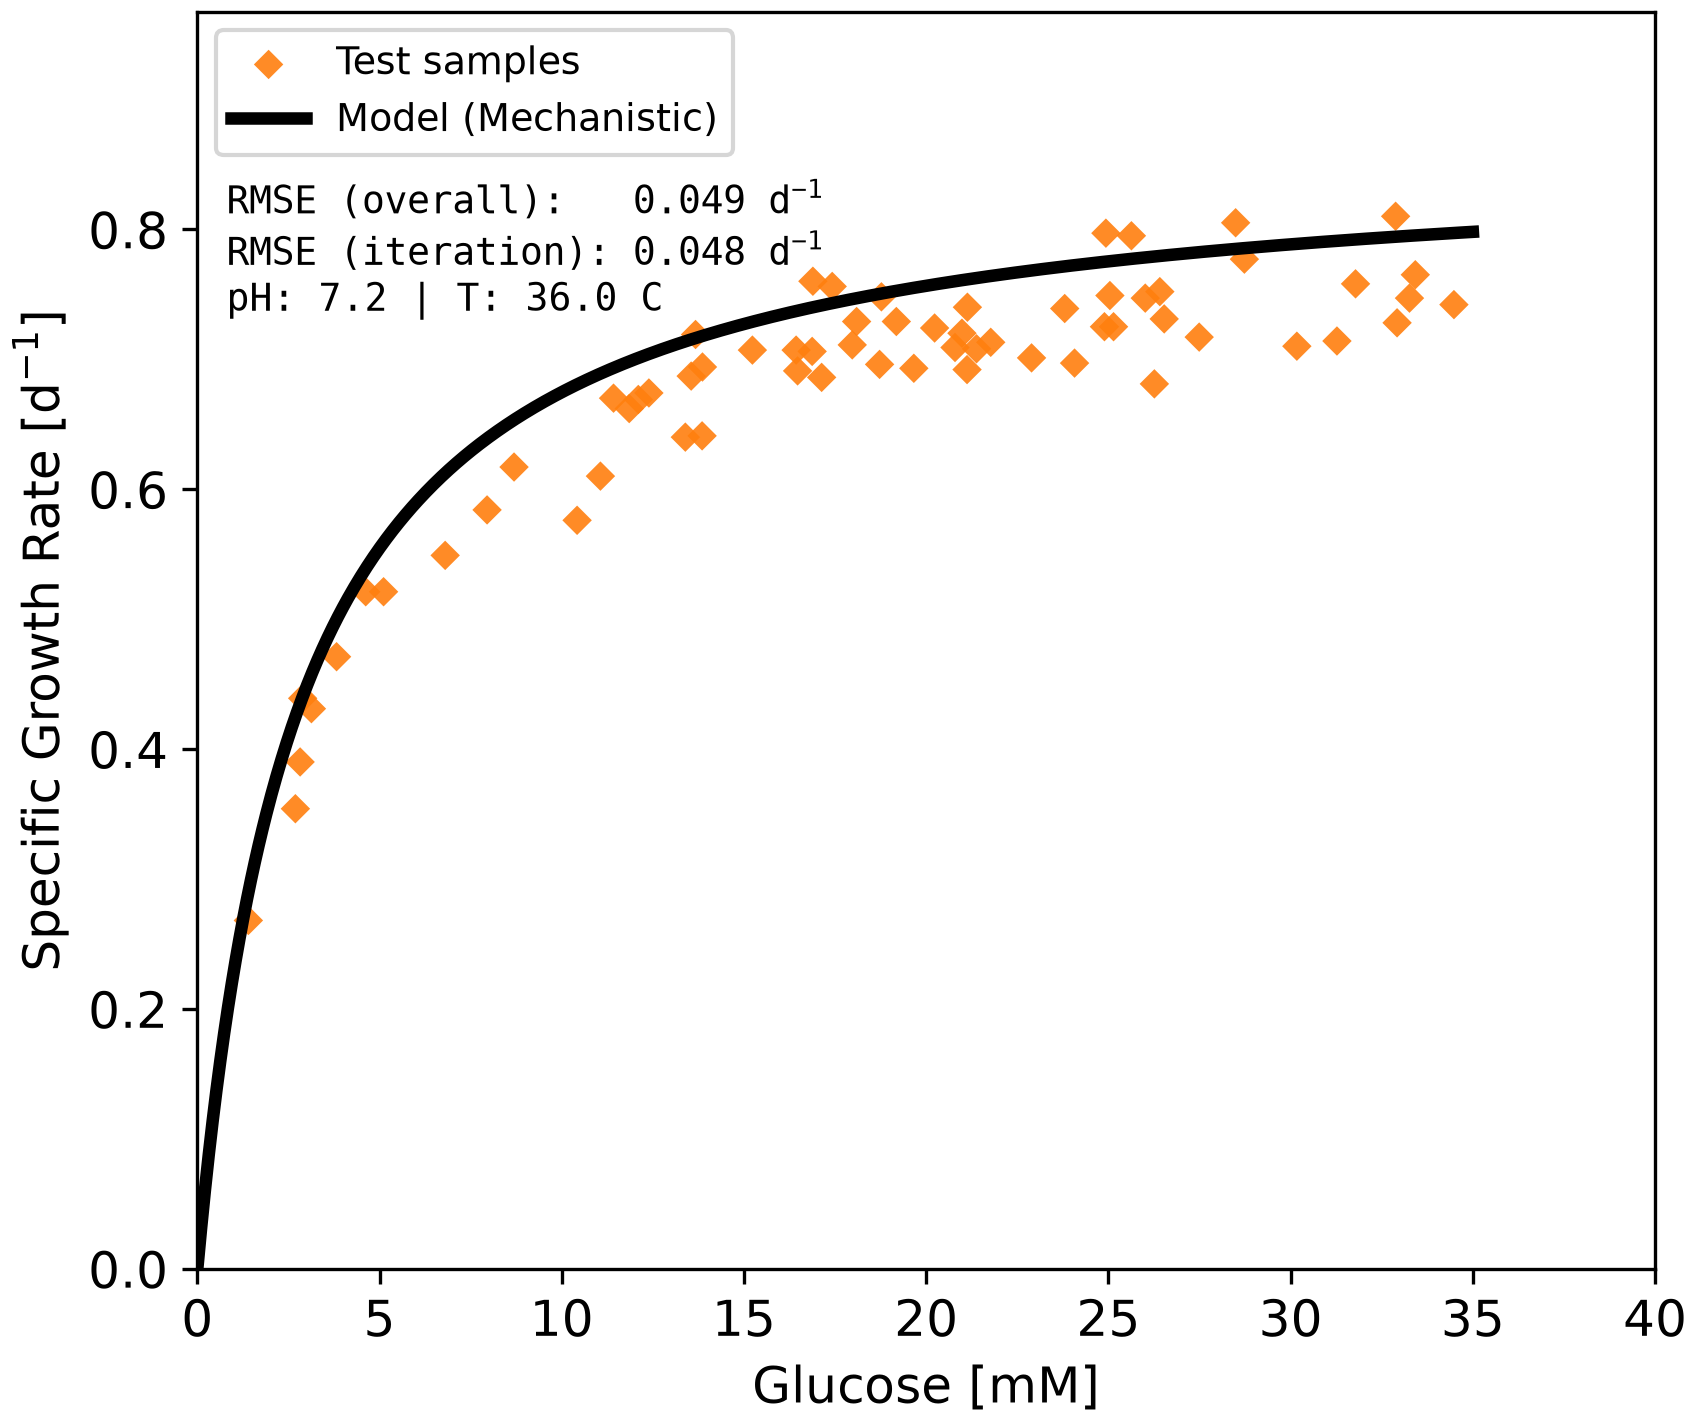 Test samples
Model (Mechanistic)
RMSE (overall):   0.049 d⁻¹
RMSE (iteration): 0.048 d⁻¹
pH: 7.2 | T: 36.0 C
0.8
0.6
0.4
0.2
0.0
Specific Growth Rate [d⁻¹]
0 5 10 15 20 25 30 35 40
Glucose [mM]